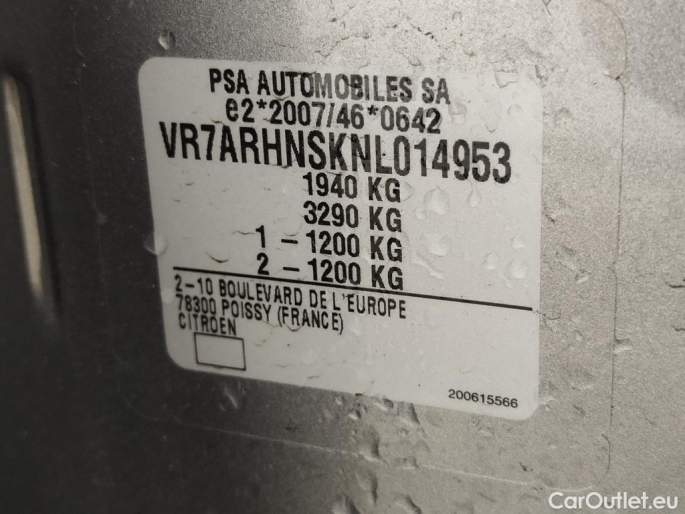 PSA AUTOMOBILES SA
e2*2007/46*0642
VR7ARHNSKNL014953
1940 KG
3290 KG
1 - 1200 KG
2 - 1200 KG
2-10 BOULEVARD DE L'EUROPE
78300 POISSY (FRANCE)
CITROEN
200615566
CarOutlet.eu